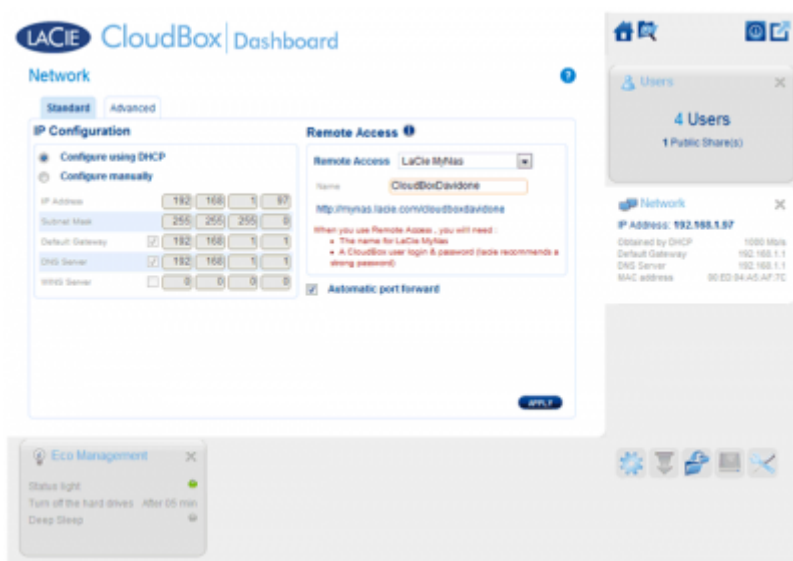 LACIE CloudBox | Dashboard
Network
Standard Advanced
IP Configuration
Configure using DHCP
Configure manually
IP Address 192 168 1 97
Subnet Mask 255 255 255 0
Default Gateway 192 168 1 1
DNS Server 192 168 1 1
WINS Server 0 0 0 0
Remote Access
Remote Access LaCie MyNas
Name CloudBoxDavidone
http://mynas.lacie.com/cloudboxdavidone
When you use Remote Access , you will need :
The name for LaCie MyNas
A CloudBox user login & password (lacie recommends a
strong password)
Automatic port forward
APPLY
Users
4 Users
1 Public Share(s)
Network
IP Address: 192.168.1.97
Obtained by DHCP 1000 Mb/s
Default Gateway 192.168.1.1
DNS Server 192.168.1.1
MAC address
Eco Management
Status light
Turn off the hard drives After 05 min
Deep Sleep